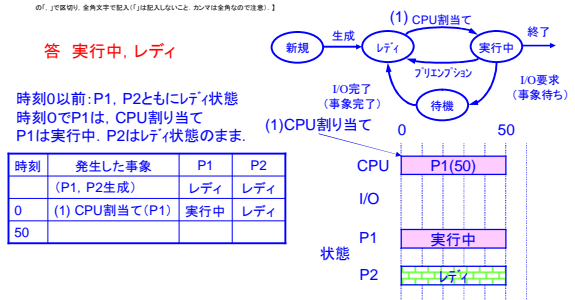 の「．」で区切り，全角文字で記入(「」は記入しないこと．カンマは全角なので注意)．】
答 実行中，レディ
時刻0以前：P1，P2ともにレディ状態
時刻0でP1は，CPU割り当て
P1は実行中．P2はレディ状態のまま．
時刻 発生した事象 P1 P2
(P1，P2生成) レディ レディ
0 (1) CPU割当て(P1) 実行中 レディ
50
(1) CPU割当て
新規 生成 レディ 実行中 終了
プリエンプション
I/O完了
(事象完了)
待機
I/O要求
(事象待ち)
(1)CPU割り当て
0 50
CPU P1(50)
I/O
状態
P1 実行中
P2 レディ